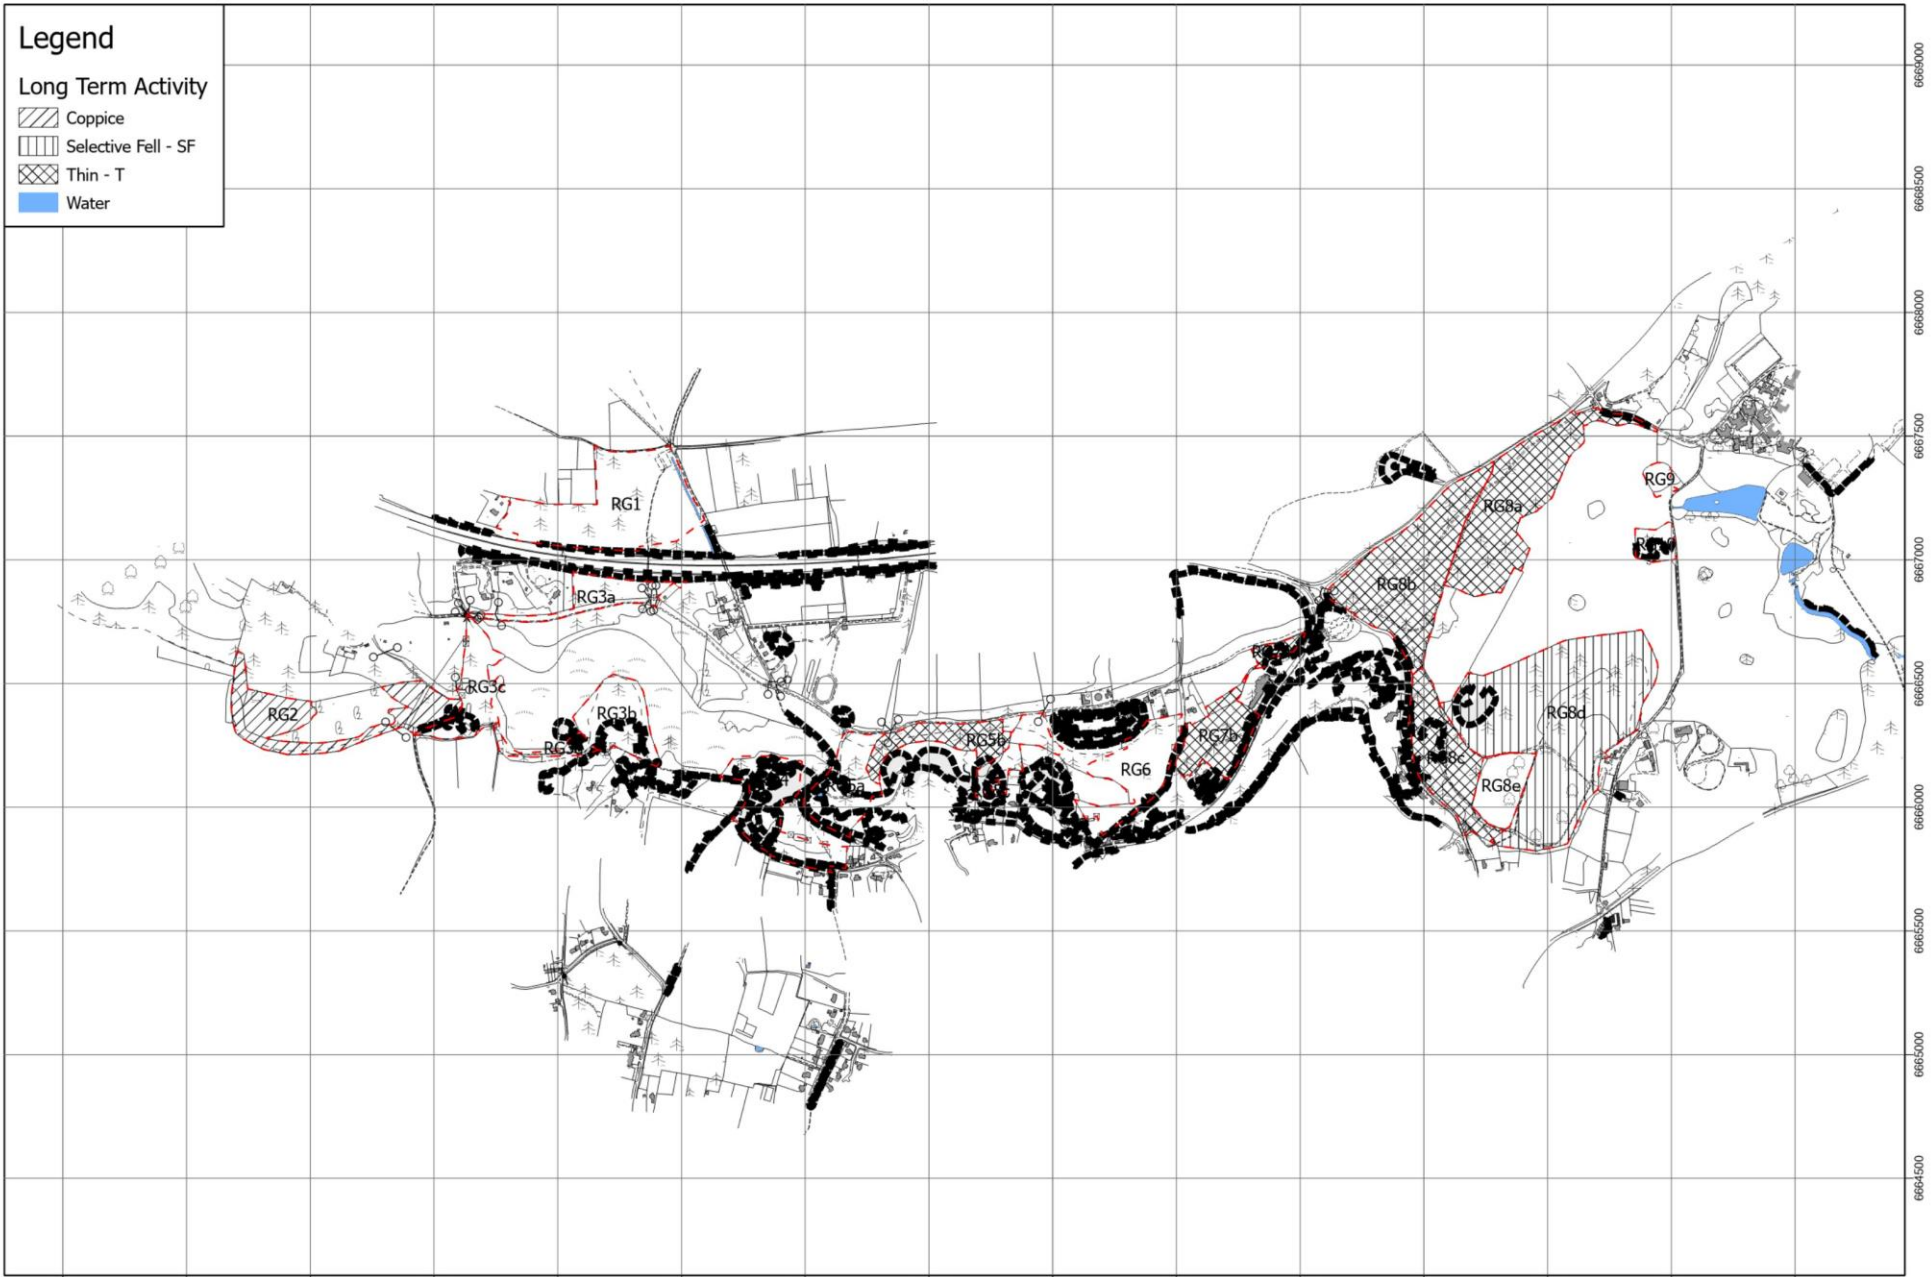 Legend
Long Term Activity
Coppice
Selective Fell - SF
Thin - T
Water
6669000
6668500
6668000
6667500
6667000
6666500
6666000
6665500
6665000
6664500
RG1
RG9
RG8a
RG8b
RG3a
RG3c
RG2
RG3b
RG8d
RG5b
RG7b
RG6
RG8c
RG8e